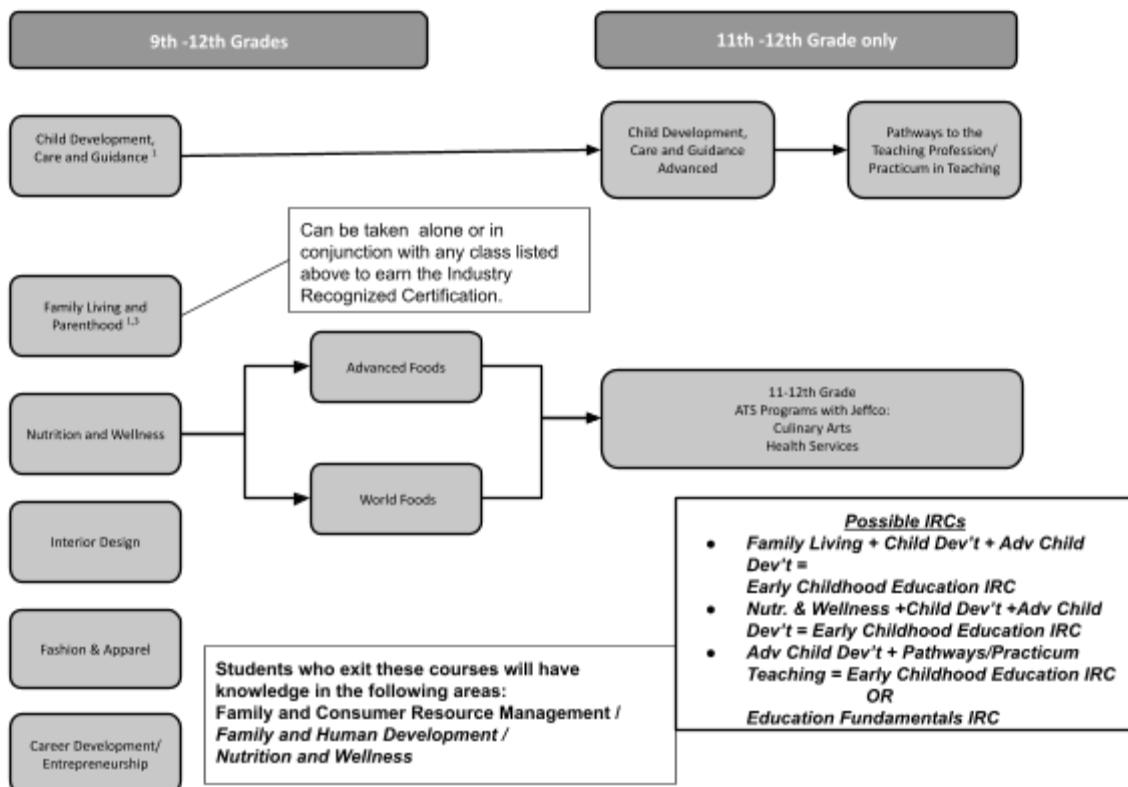 9th -12th Grades
11th -12th Grade only
Child Development,
Care and Guidance 1
Child Development,
Care and Guidance
Advanced
Pathways to the
Teaching Profession/
Practicum in Teaching
Can be taken  alone or in
conjunction with any class listed
above to earn the Industry
Recognized Certification.
Family Living and
Parenthood 1,3
Advanced Foods
11-12th Grade
ATS Programs with Jeffco:
Culinary Arts
Health Services
Nutrition and Wellness
World Foods
Interior Design
Possible IRCs
● Family Living + Child Dev't + Adv Child
Dev't =
Early Childhood Education IRC
● Nutr. & Wellness +Child Dev't +Adv Child
Dev't = Early Childhood Education IRC
● Adv Child Dev't + Pathways/Practicum
Teaching = Early Childhood Education IRC
OR
Education Fundamentals IRC
Fashion & Apparel
Students who exit these courses will have
knowledge in the following areas:
Family and Consumer Resource Management /
Family and Human Development /
Nutrition and Wellness
Career Development/
Entrepreneurship